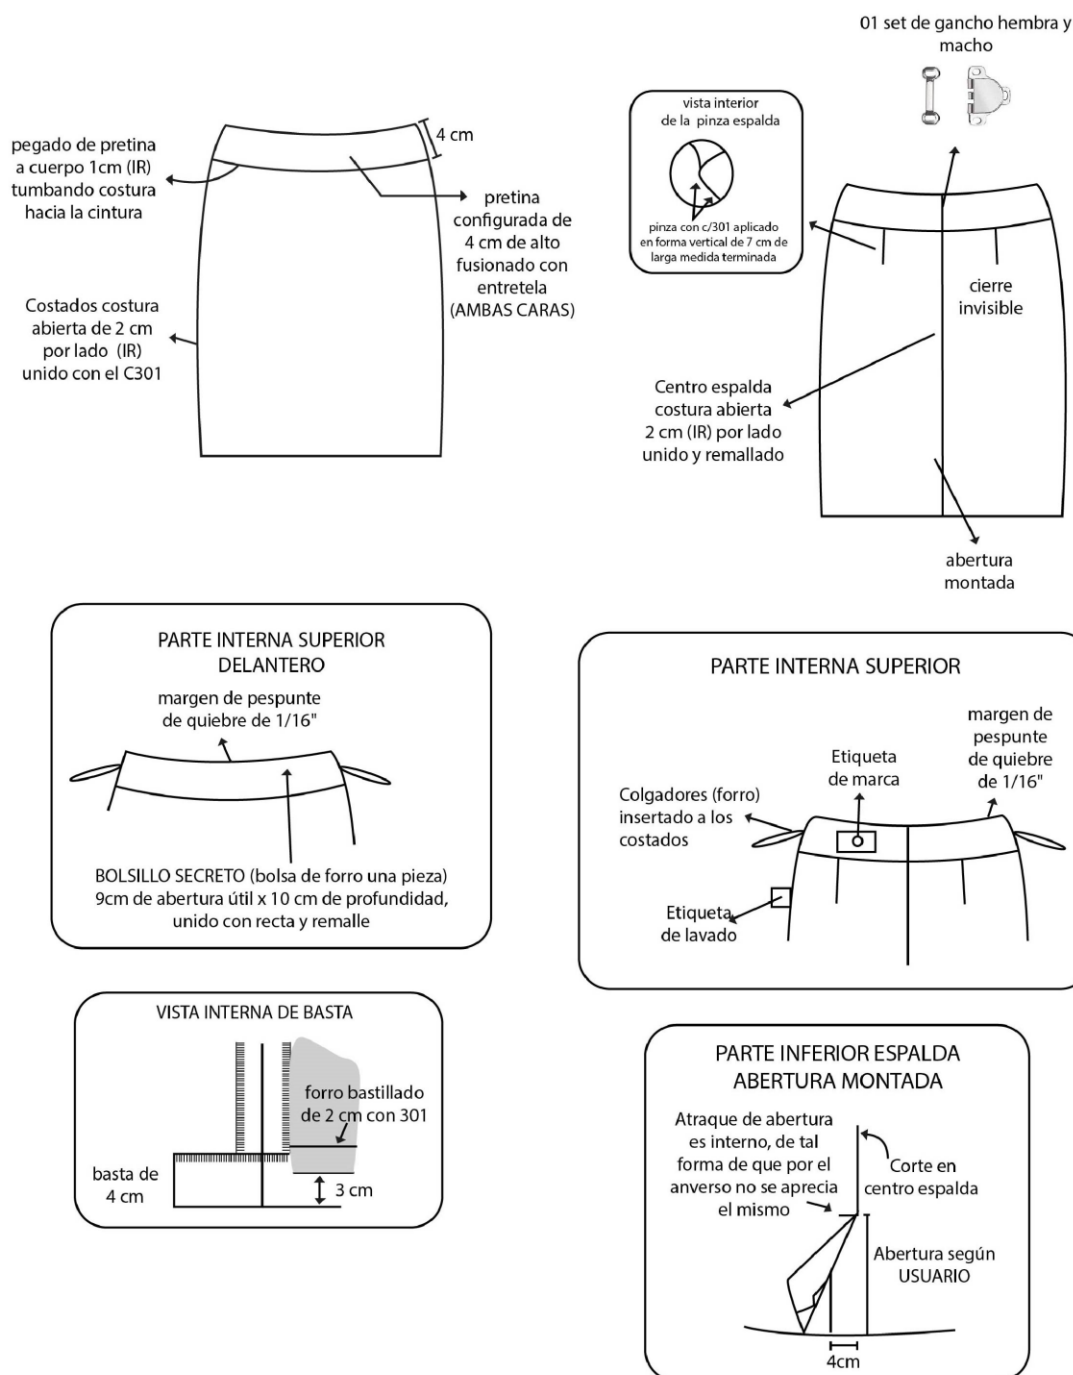 01 set de gancho hembra y
macho
vista interior
de la pinza espalda
pinza con c/301 aplicado
en forma vertical de 7 cm de
larga medida terminada
4 cm
pegado de pretina
a cuerpo 1cm (IR)
tumbando costura
hacia la cintura
pretina
configurada de
4 cm de alto
fusionado con
entretela
(AMBAS CARAS)
Costados costura
abierta de 2 cm
por lado (IR)
unido con el C301
cierre
invisible
Centro espalda
costura abierta
2 cm (IR) por lado
unido y remallado
abertura
montada
PARTE INTERNA SUPERIOR
DELANTERO
margen de pespunte
de quiebre de 1/16"
BOLSILLO SECRETO (bolsa de forro una pieza)
9cm de abertura útil x 10 cm de profundidad,
unido con recta y remalle
PARTE INTERNA SUPERIOR
margen de
pespunte
de quiebre
de 1/16"
Etiqueta
de marca
Colgadores (forro)
insertado a los
costados
Etiqueta
de lavado
VISTA INTERNA DE BASTA
forro bastillado
de 2 cm con 301
basta de
4 cm
3 cm
PARTE INFERIOR ESPALDA
ABERTURA MONTADA
Atraque de abertura
es interno, de tal
forma de que por el
anverso no se aprecia
el mismo
Corte en
centro espalda
Abertura según
USUARIO
4cm